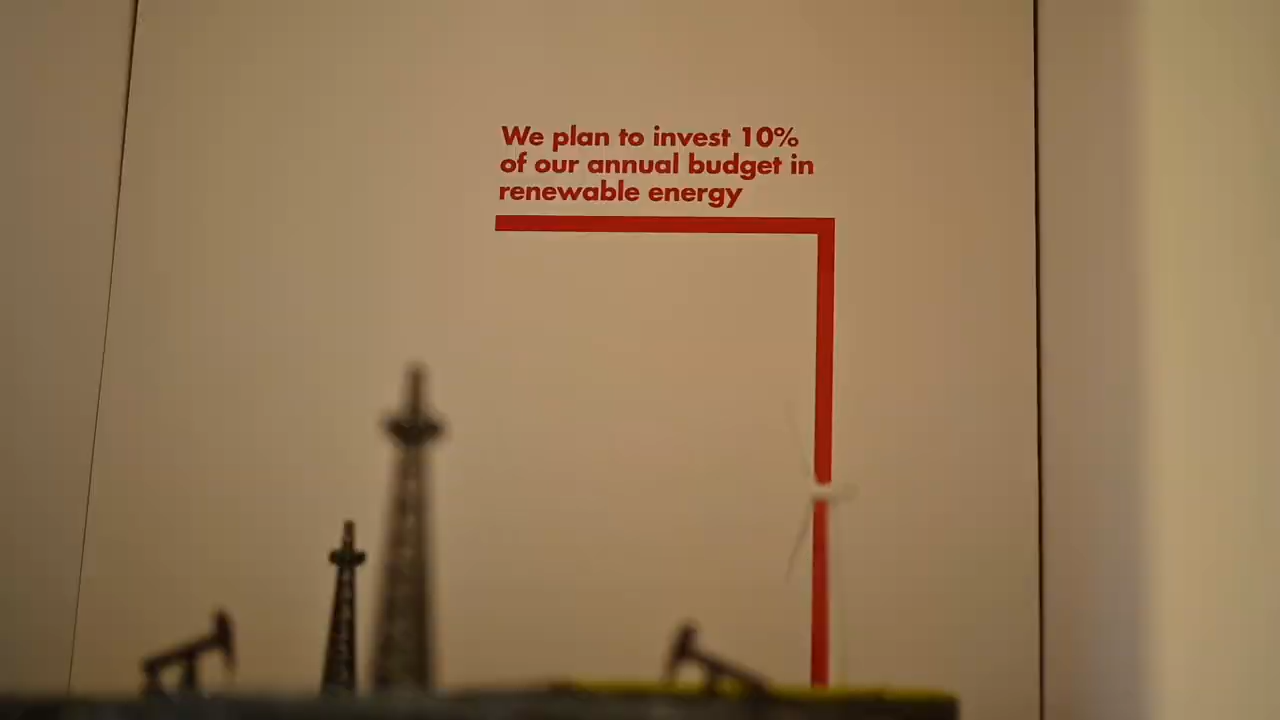 We plan to invest 10%
of our annual budget in
renewable energy